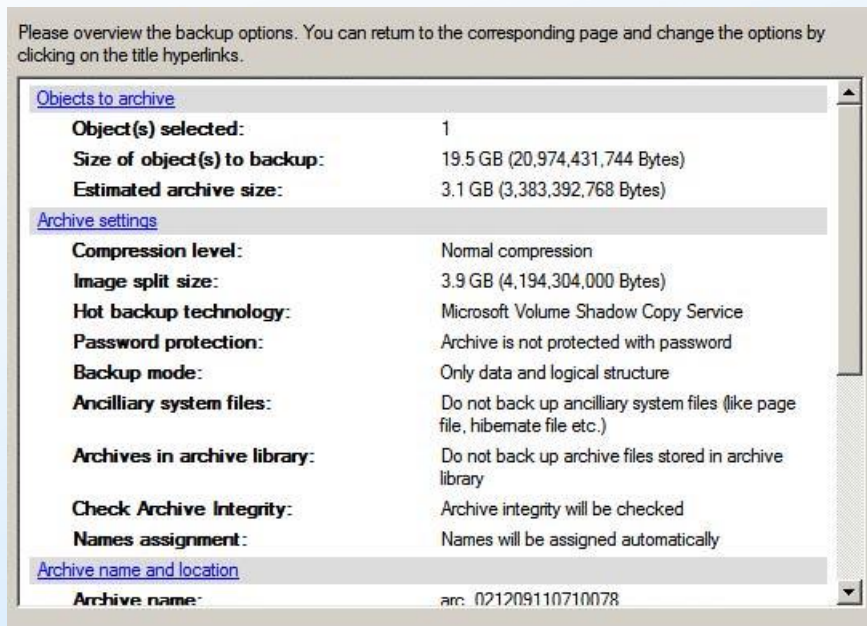 Please overview the backup options. You can return to the corresponding page and change the options by
clicking on the title hyperlinks.
Objects to archive
Object(s) selected: 1
Size of object(s) to backup: 19.5 GB (20,974,431,744 Bytes)
Estimated archive size: 3.1 GB (3,383,392,768 Bytes)
Archive settings
Compression level: Normal compression
Image split size: 3.9 GB (4,194,304,000 Bytes)
Hot backup technology: Microsoft Volume Shadow Copy Service
Password protection: Archive is not protected with password
Backup mode: Only data and logical structure
Ancilliary system files: Do not back up ancilliary system files (like page
file, hibernate file etc.)
Archives in archive library: Do not back up archive files stored in archive
library
Check Archive Integrity: Archive integrity will be checked
Names assignment: Names will be assigned automatically
Archive name and location
Archive name: arc_021209110710078